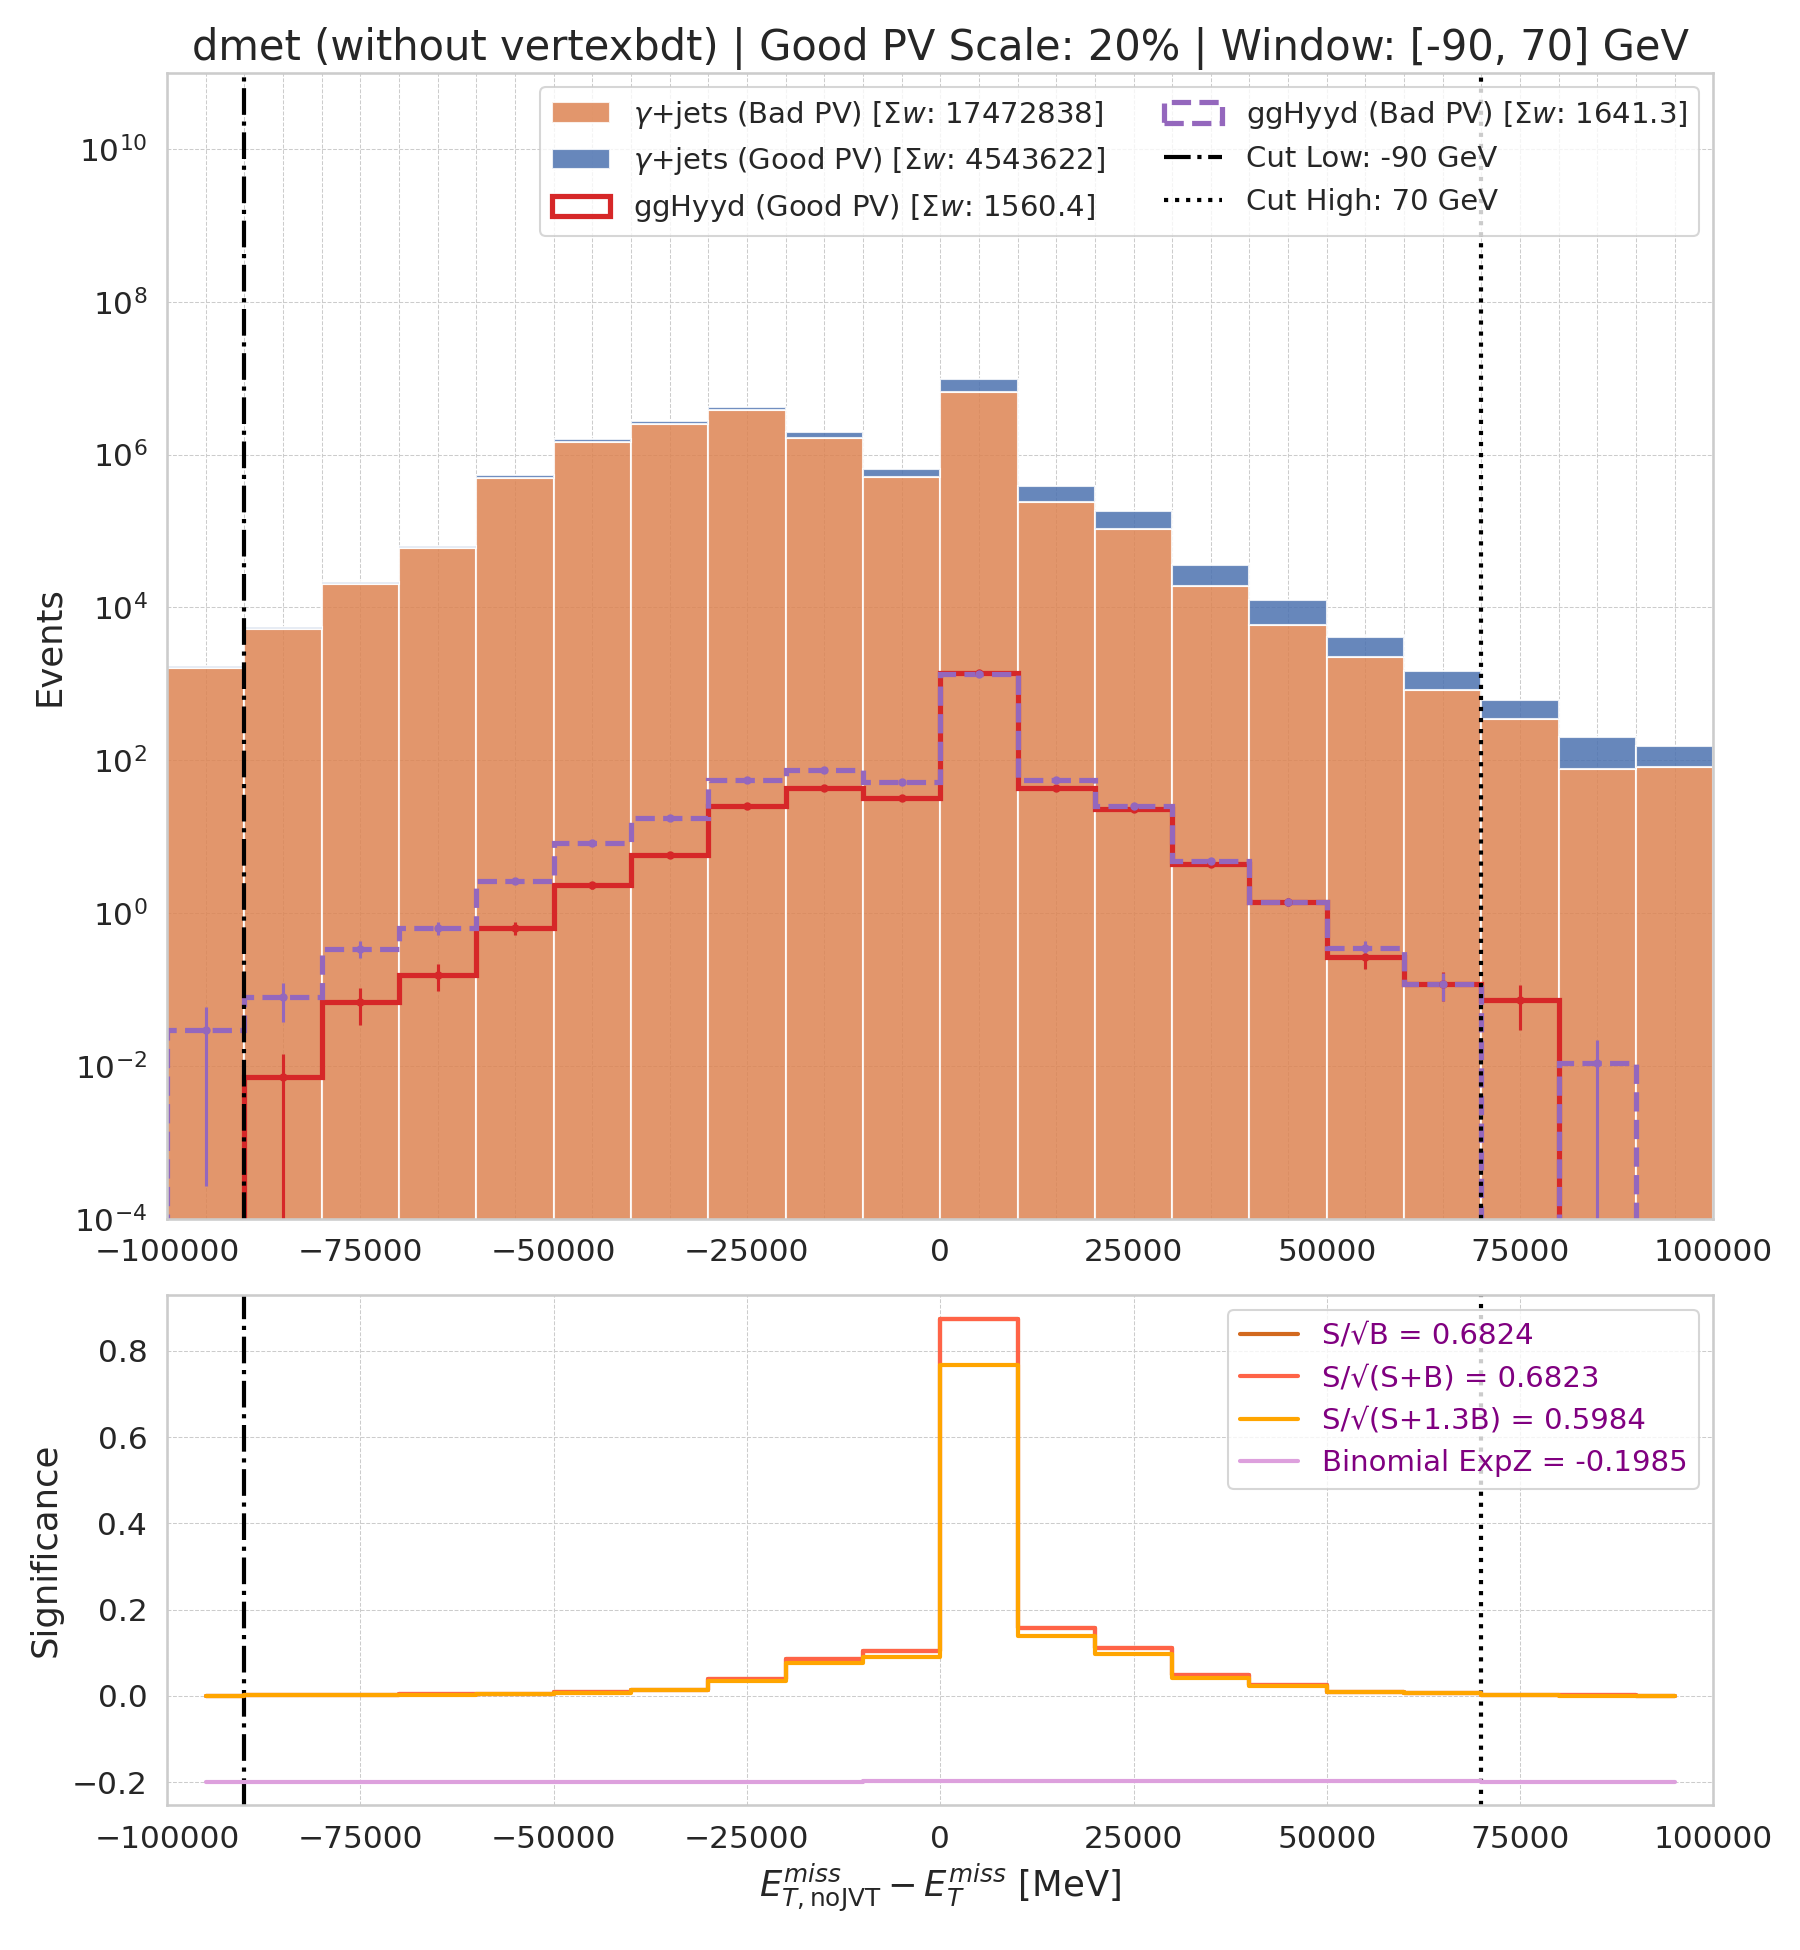 dmet (without vertexbdt) | Good PV Scale: 20% | Window: [-90, 70] GeV
γ+jets (Bad PV) [Σw: 17472838]
γ+jets (Good PV) [Σw: 4543622]
ggHyyd (Good PV) [Σw: 1560.4]
ggHyyd (Bad PV) [Σw: 1641.3]
Cut Low: -90 GeV
Cut High: 70 GeV
Events
10^10
10^8
10^6
10^4
10^2
10^0
10^−2
10^−4
−100000 −75000 −50000 −25000 0 25000 50000 75000 100000
S/√B = 0.6824
S/√(S+B) = 0.6823
S/√(S+1.3B) = 0.5984
Binomial ExpZ = -0.1985
Significance
0.8
0.6
0.4
0.2
0.0
−0.2
−100000 −75000 −50000 −25000 0 25000 50000 75000 100000
E_{T,noJVT}^{miss} − E_T^{miss} [MeV]